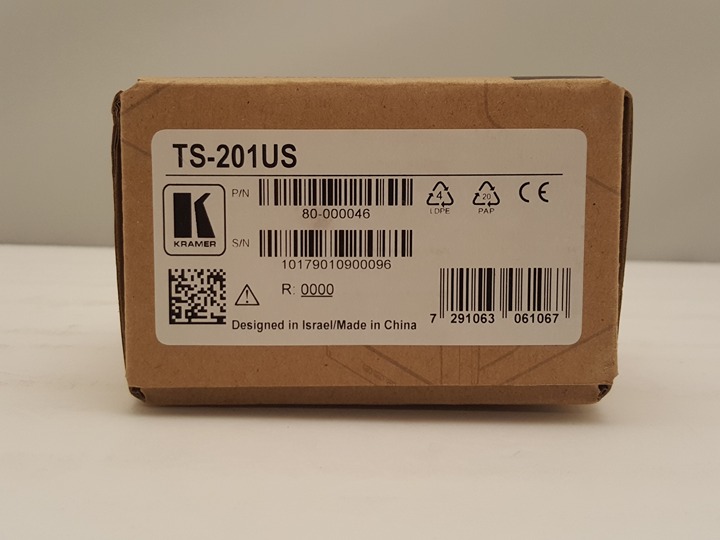 TS-201US
P/N
80-000046
4
LDPE
20
PAP
CE
K
KRAMER
S/N
10179010900096
R: 0000
Designed in Israel/Made in China
7 291063 061067